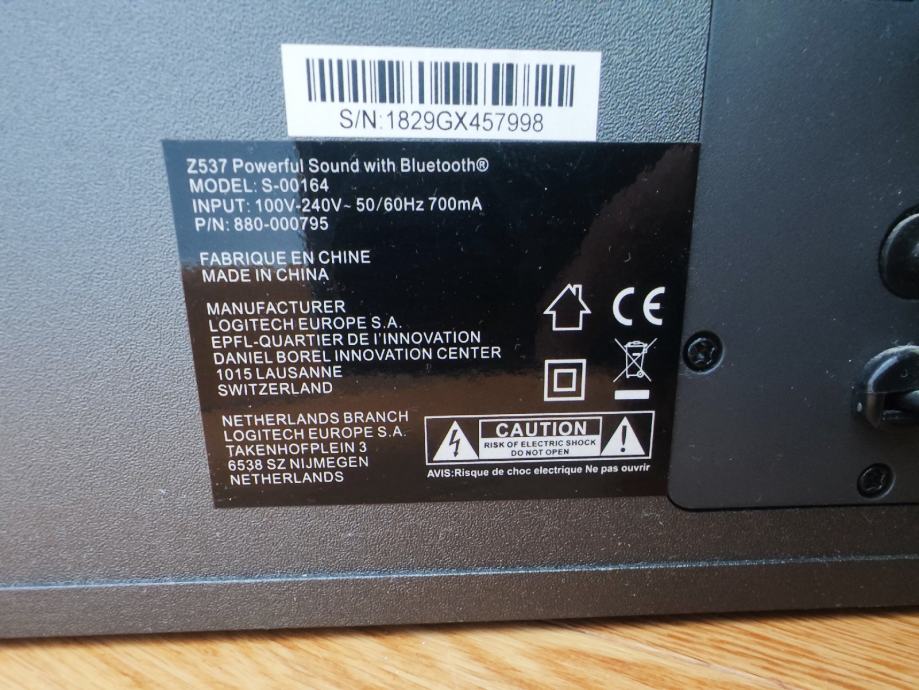 S/N:1829GX457998
Z537 Powerful Sound with Bluetooth®
MODEL: S-00164
INPUT: 100V-240V~ 50/60Hz 700mA
P/N: 880-000795
FABRIQUE EN CHINE
MADE IN CHINA
MANUFACTURER
LOGITECH EUROPE S.A.
EPFL-QUARTIER DE I'INNOVATION
DANIEL BOREL INNOVATION CENTER
1015 LAUSANNE
SWITZERLAND
CE
NETHERLANDS BRANCH
LOGITECH EUROPE S.A.
TAKENHOFPLEIN 3
6538 SZ NIJMEGEN
NETHERLANDS
CAUTION
RISK OF ELECTRIC SHOCK
DO NOT OPEN
AVIS:Risque de choc electrique Ne pas ouvrir